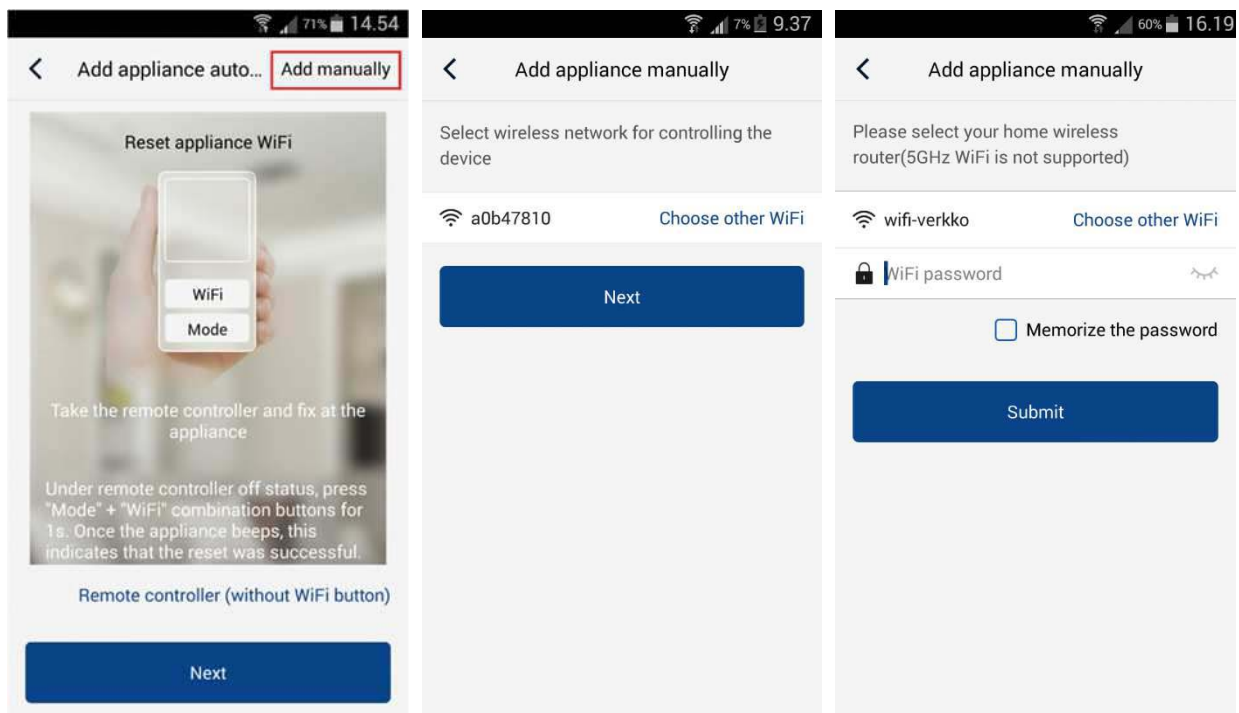 71% 14.54
Add appliance auto... Add manually
Reset appliance WiFi
WiFi
Mode
Take the remote controller and fix at the
appliance
Under remote controller off status, press
"Mode" + "WiFi" combination buttons for
1s. Once the appliance beeps, this
indicates that the reset was successful.
Remote controller (without WiFi button)
Next
7% 9.37
Add appliance manually
Select wireless network for controlling the
device
a0b47810 Choose other WiFi
Next
60% 16.19
Add appliance manually
Please select your home wireless
router(5GHz WiFi is not supported)
wifi-verkko Choose other WiFi
WiFi password
Memorize the password
Submit